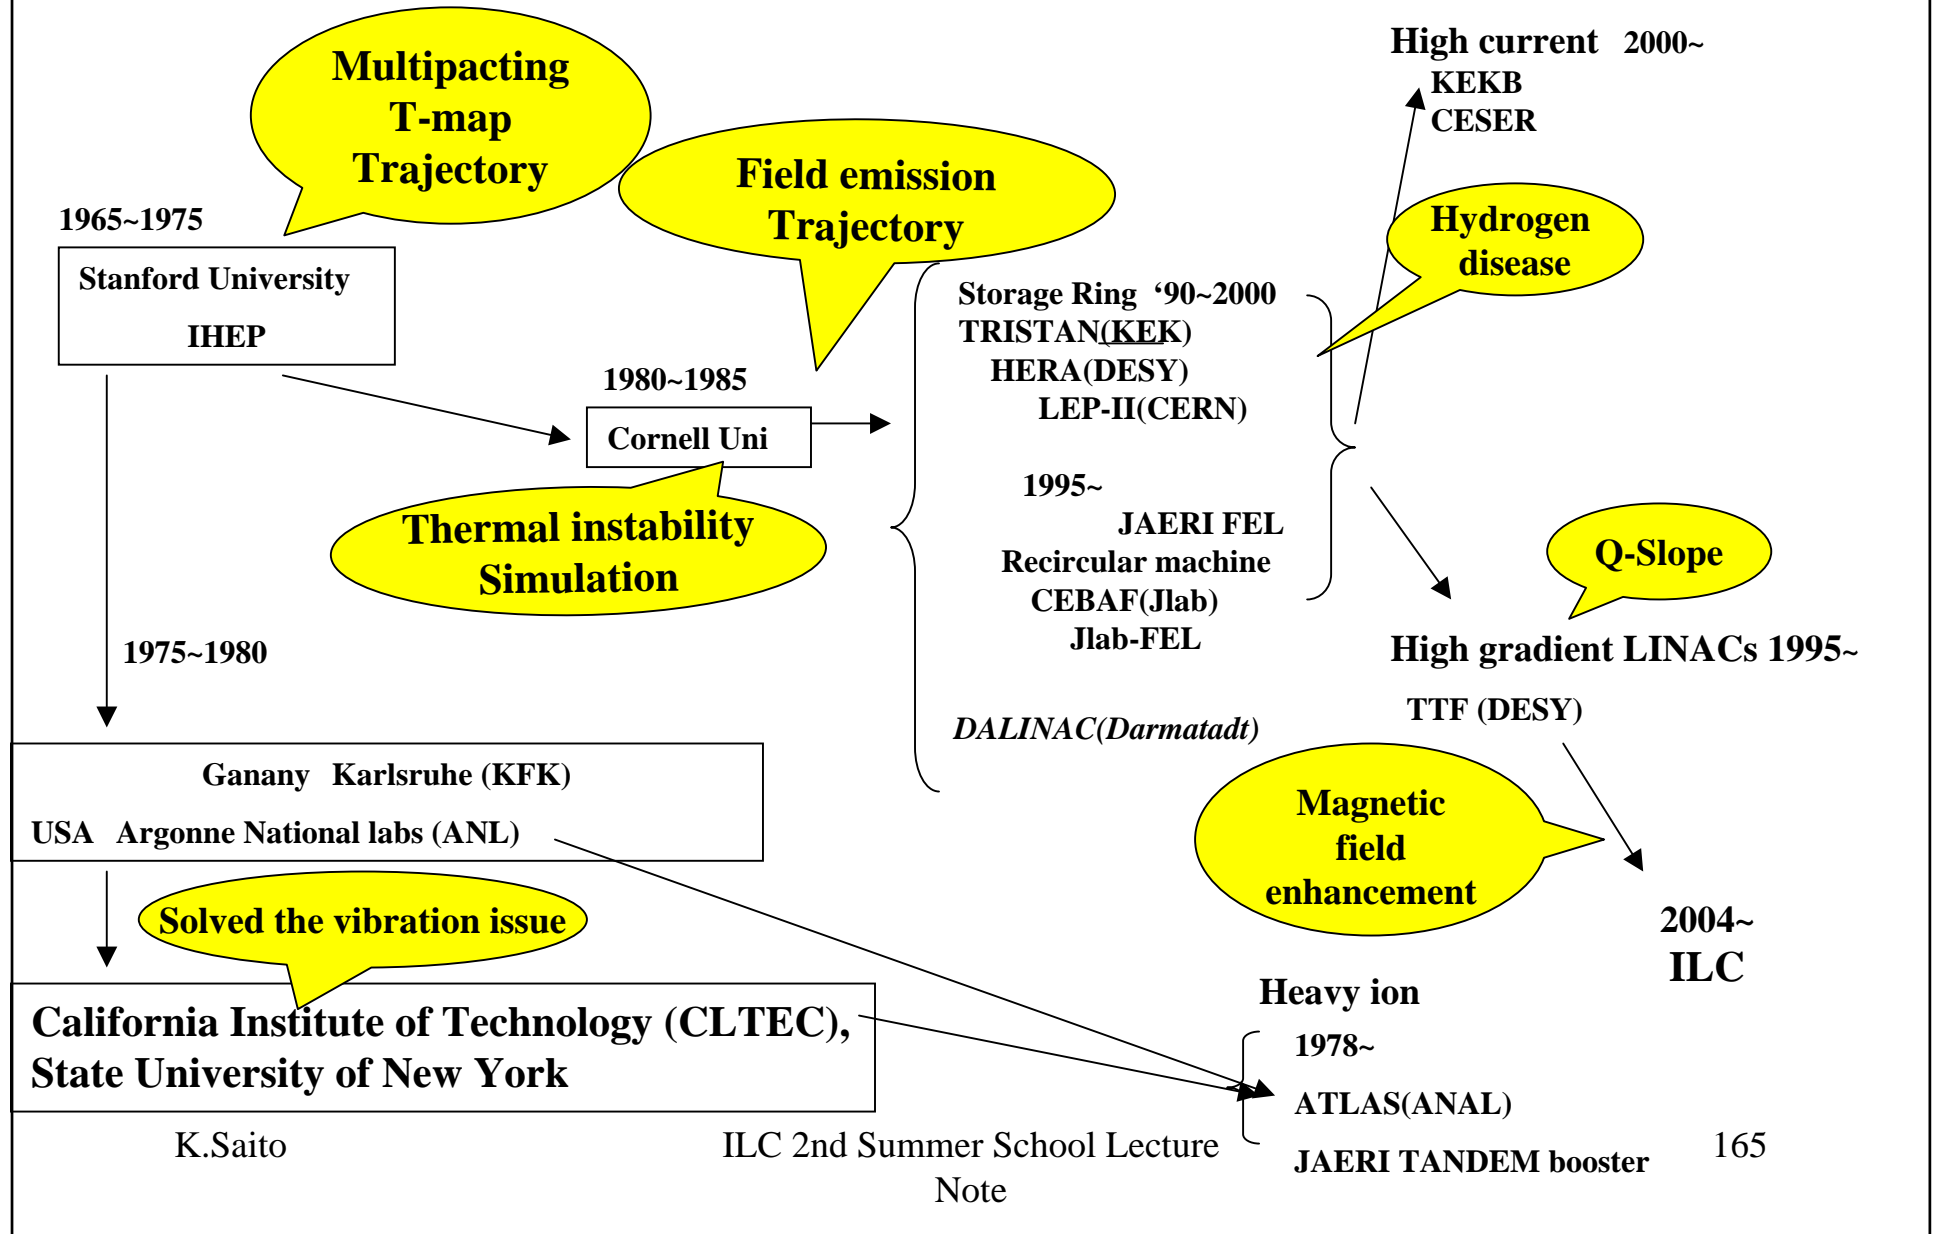 Multipacting
T-map
Trajectory
Field emission
Trajectory
High current 2000~
KEKB
CESER
Hydrogen
disease
1965~1975
Stanford University
IHEP
1980~1985
Cornell Uni
Thermal instability
Simulation
Storage Ring ‘90~2000
TRISTAN(KEK)
HERA(DESY)
LEP-II(CERN)
1995~
JAERI FEL
Recircular machine
CEBAF(Jlab)
Jlab-FEL
DALINAC(Darmatadt)
Q-Slope
High gradient LINACs 1995~
TTF (DESY)
Magnetic
field
enhancement
2004~
ILC
1975~1980
Ganany Karlsruhe (KFK)
USA Argonne National labs (ANL)
Solved the vibration issue
California Institute of Technology (CLTEC),
State University of New York
Heavy ion
1978~
ATLAS(ANAL)
JAERI TANDEM booster
K.Saito
ILC 2nd Summer School Lecture
Note
165